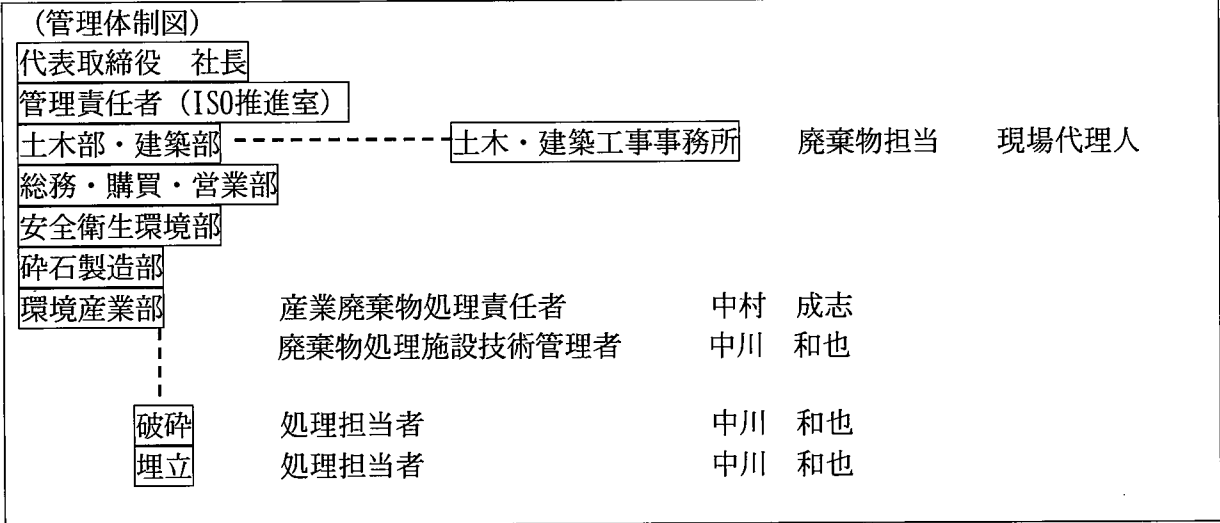 (管理体制図)
代表取締役 社長
管理責任者(ISO推進室)
土木部・建築部 土木・建築工事事務所 廃棄物担当 現場代理人
総務・購買・営業部
安全衛生環境部
砕石製造部
環境産業部 産業廃棄物処理責任者 中村 成志
廃棄物処理施設技術管理者 中川 和也
破砕 処理担当者 中川 和也
埋立 処理担当者 中川 和也